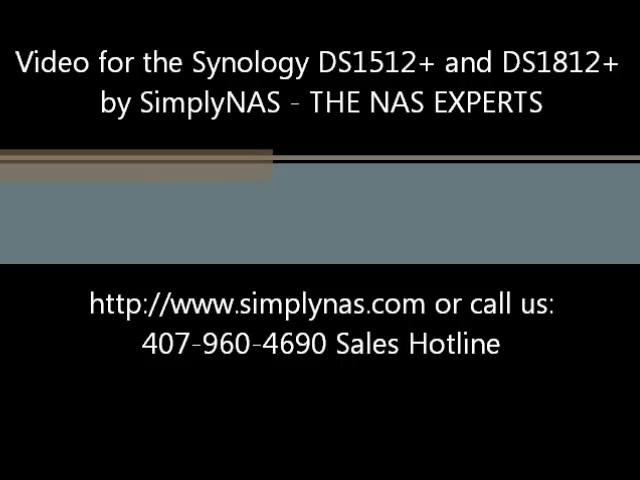 Video for the Synology DS1512+ and DS1812+
by SimplyNAS - THE NAS EXPERTS
http://www.simplynas.com or call us:
407-960-4690 Sales Hotline